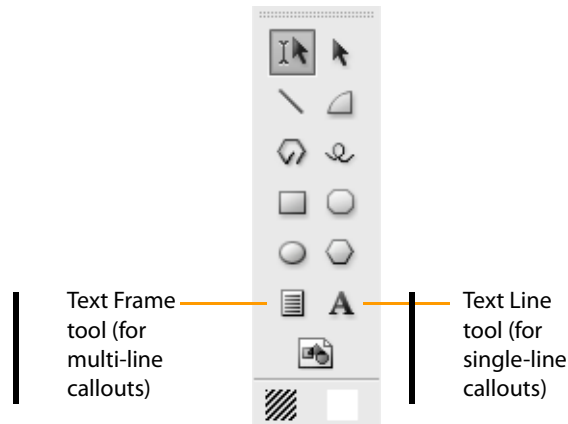 Text Frame
tool (for
multi-line
callouts)
A
Text Line
tool (for
single-line
callouts)